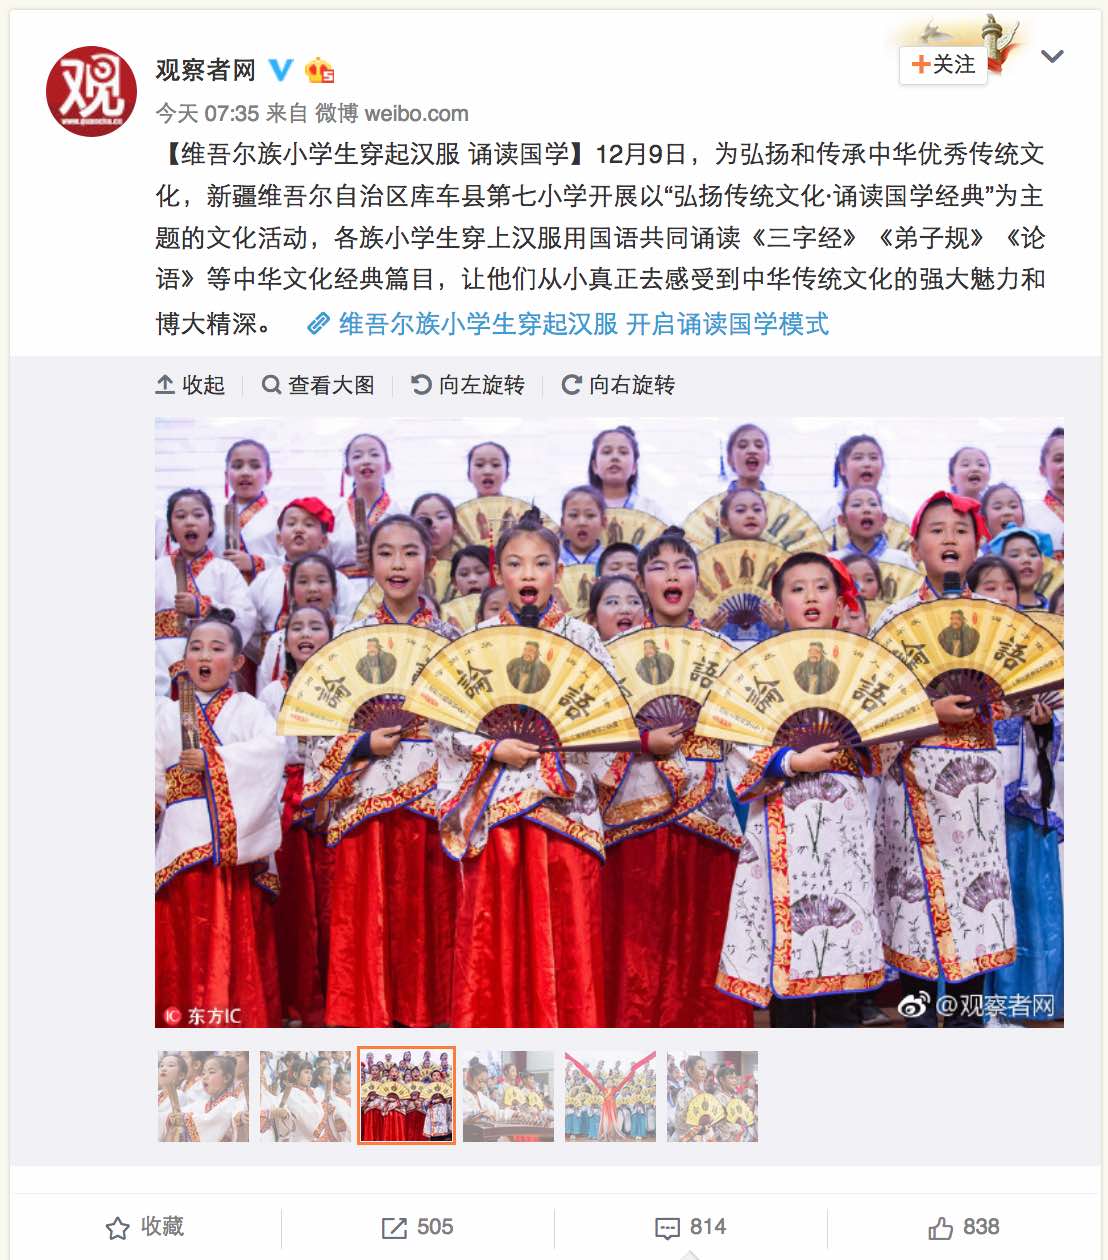 观察者网
+关注
今天 07:35 来自 微博 weibo.com
观
www.guancha.cn
【维吾尔族小学生穿起汉服 诵读国学】12月9日，为弘扬和传承中华优秀传统文
化，新疆维吾尔自治区库车县第七小学开展以“弘扬传统文化·诵读国学经典”为主
题的文化活动，各族小学生穿上汉服用国语共同诵读《三字经》《弟子规》《论
语》等中华文化经典篇目，让他们从小真正去感受到中华传统文化的强大魅力和
博大精深。 维吾尔族小学生穿起汉服 开启诵读国学模式
收起 查看大图 向左旋转 向右旋转
論語
論語
語
論語
論語
IC 东方IC
@观察者网
收藏 505 814 838